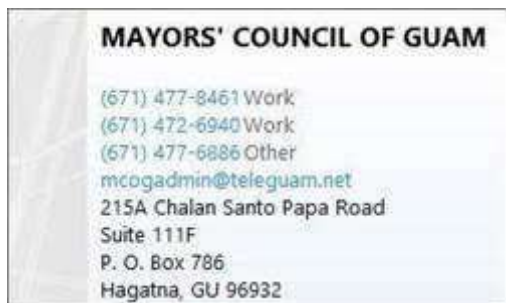 MAYORS' COUNCIL OF GUAM
(671) 477-8461 Work
(671) 472-6940 Work
(671) 477-6886 Other
mcogadmin@teleguam.net
215A Chalan Santo Papa Road
Suite 111F
P. O. Box 786
Hagatna, GU 96932